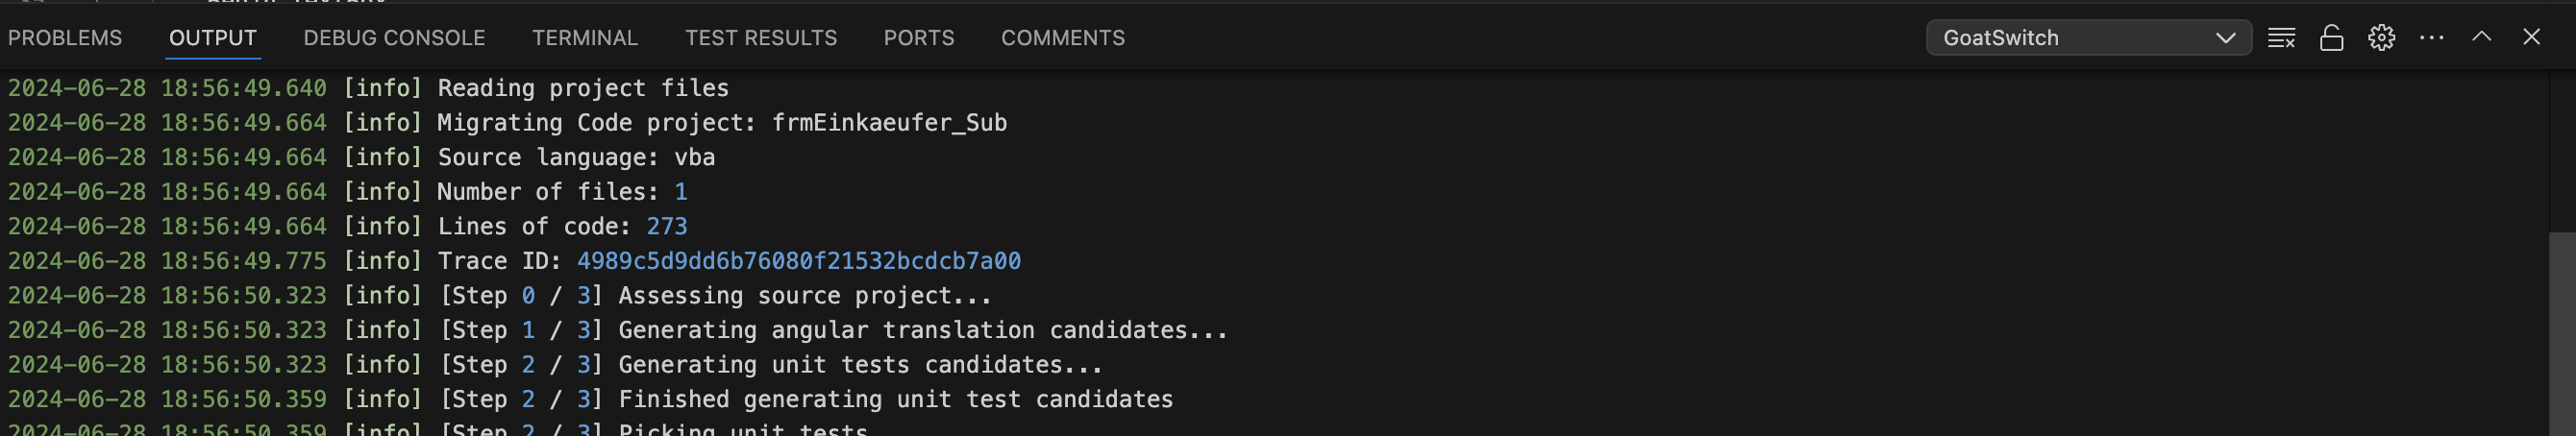 PROBLEMS OUTPUT DEBUG CONSOLE TERMINAL TEST RESULTS PORTS COMMENTS GoatSwitch
2024-06-28 18:56:49.640 [info] Reading project files
2024-06-28 18:56:49.664 [info] Migrating Code project: frmEinkaeufer_Sub
2024-06-28 18:56:49.664 [info] Source language: vba
2024-06-28 18:56:49.664 [info] Number of files: 1
2024-06-28 18:56:49.664 [info] Lines of code: 273
2024-06-28 18:56:49.775 [info] Trace ID: 4989c5d9dd6b76080f21532bcdcb7a00
2024-06-28 18:56:50.323 [info] [Step 0 / 3] Assessing source project...
2024-06-28 18:56:50.323 [info] [Step 1 / 3] Generating angular translation candidates...
2024-06-28 18:56:50.323 [info] [Step 2 / 3] Generating unit tests candidates...
2024-06-28 18:56:50.359 [info] [Step 2 / 3] Finished generating unit test candidates
2024-06-28 18:56:50.359 [info] [Step 2 / 3] Picking unit tests